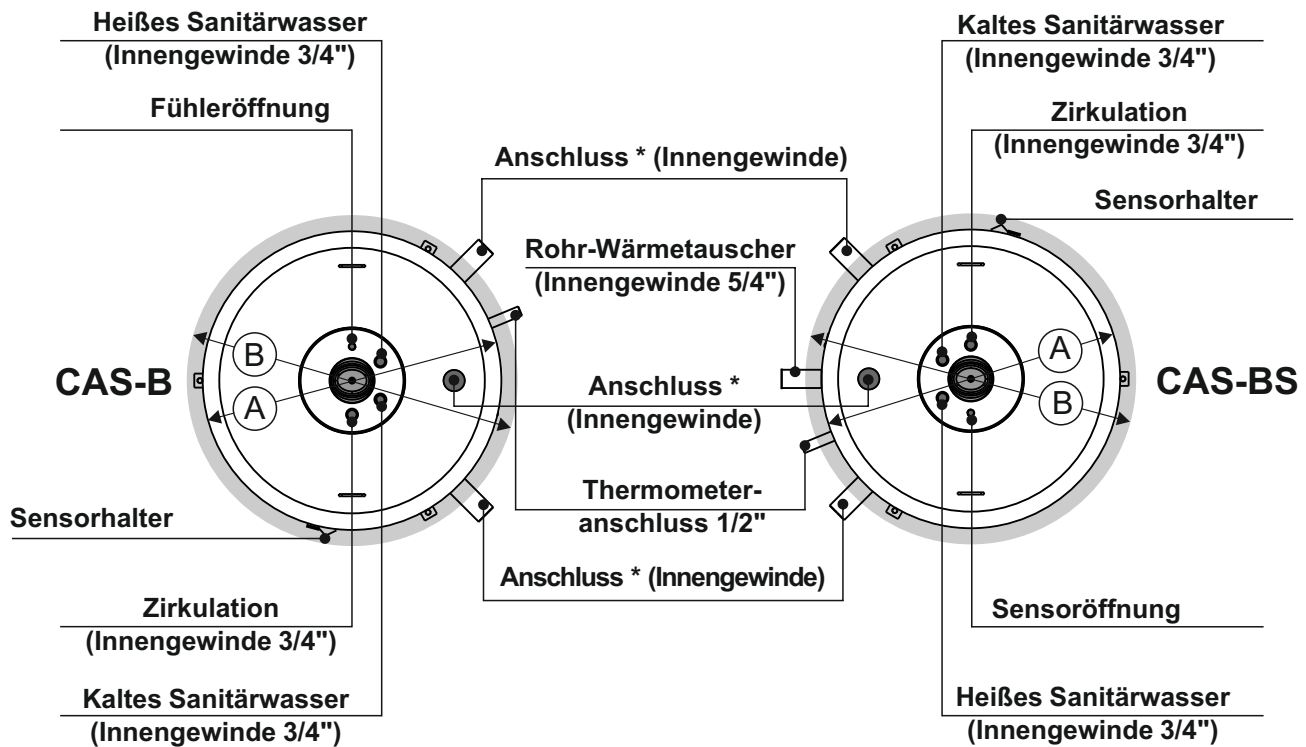 Heißes Sanitärwasser
(Innengewinde 3/4")
Fühleröffnung
Kaltes Sanitärwasser
(Innengewinde 3/4")
Zirkulation
(Innengewinde 3/4")
Sensorhalter
Anschluss * (Innengewinde)
Rohr-Wärmetauscher
(Innengewinde 5/4")
B
A
CAS-B
Anschluss *
(Innengewinde)
A
B
CAS-BS
Thermometer-
anschluss 1/2"
Sensorhalter
Anschluss * (Innengewinde)
Zirkulation
(Innengewinde 3/4")
Sensoröffnung
Kaltes Sanitärwasser
(Innengewinde 3/4")
Heißes Sanitärwasser
(Innengewinde 3/4")